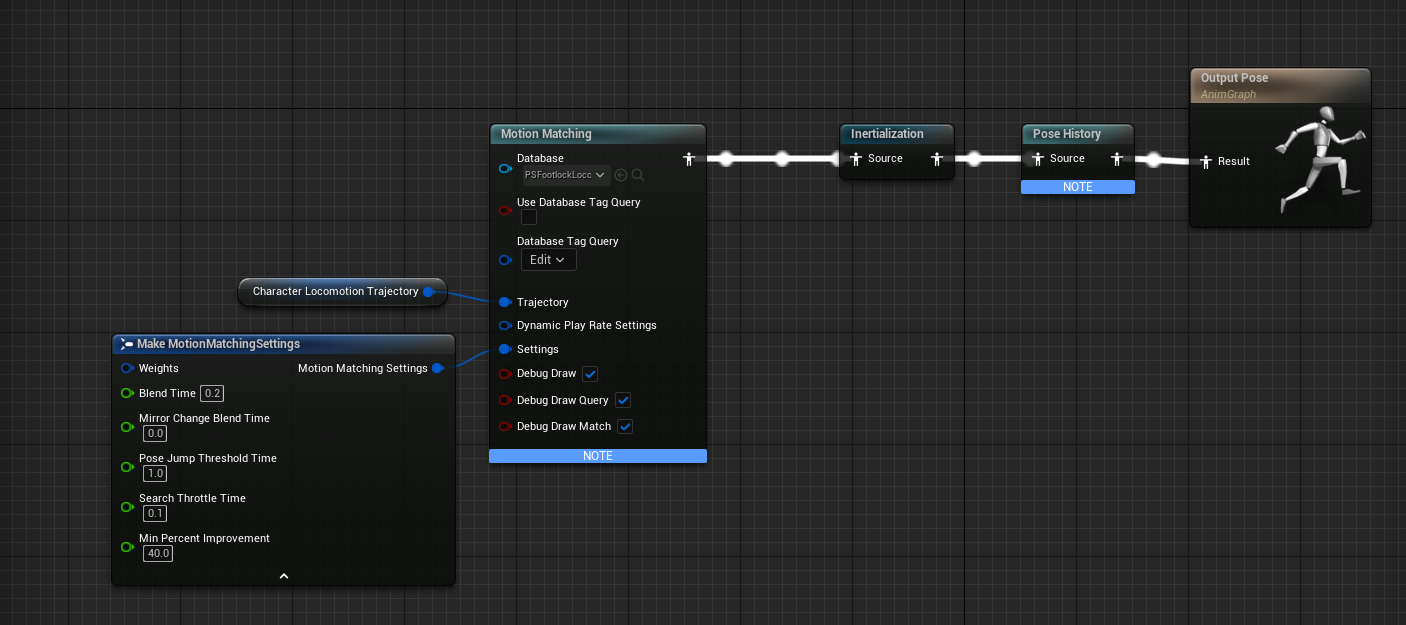 Output Pose
AnimGraph
Result
Motion Matching
Database
PSFootlockLocc
Use Database Tag Query
Database Tag Query
Edit
Trajectory
Dynamic Play Rate Settings
Settings
Debug Draw
Debug Draw Query
Debug Draw Match
NOTE
Inertialization
Source
Pose History
Source
NOTE
Character Locomotion Trajectory
Make MotionMatchingSettings
Weights
Motion Matching Settings
Blend Time 0.2
Mirror Change Blend Time
0.0
Pose Jump Threshold Time
1.0
Search Throttle Time
0.1
Min Percent Improvement
40.0